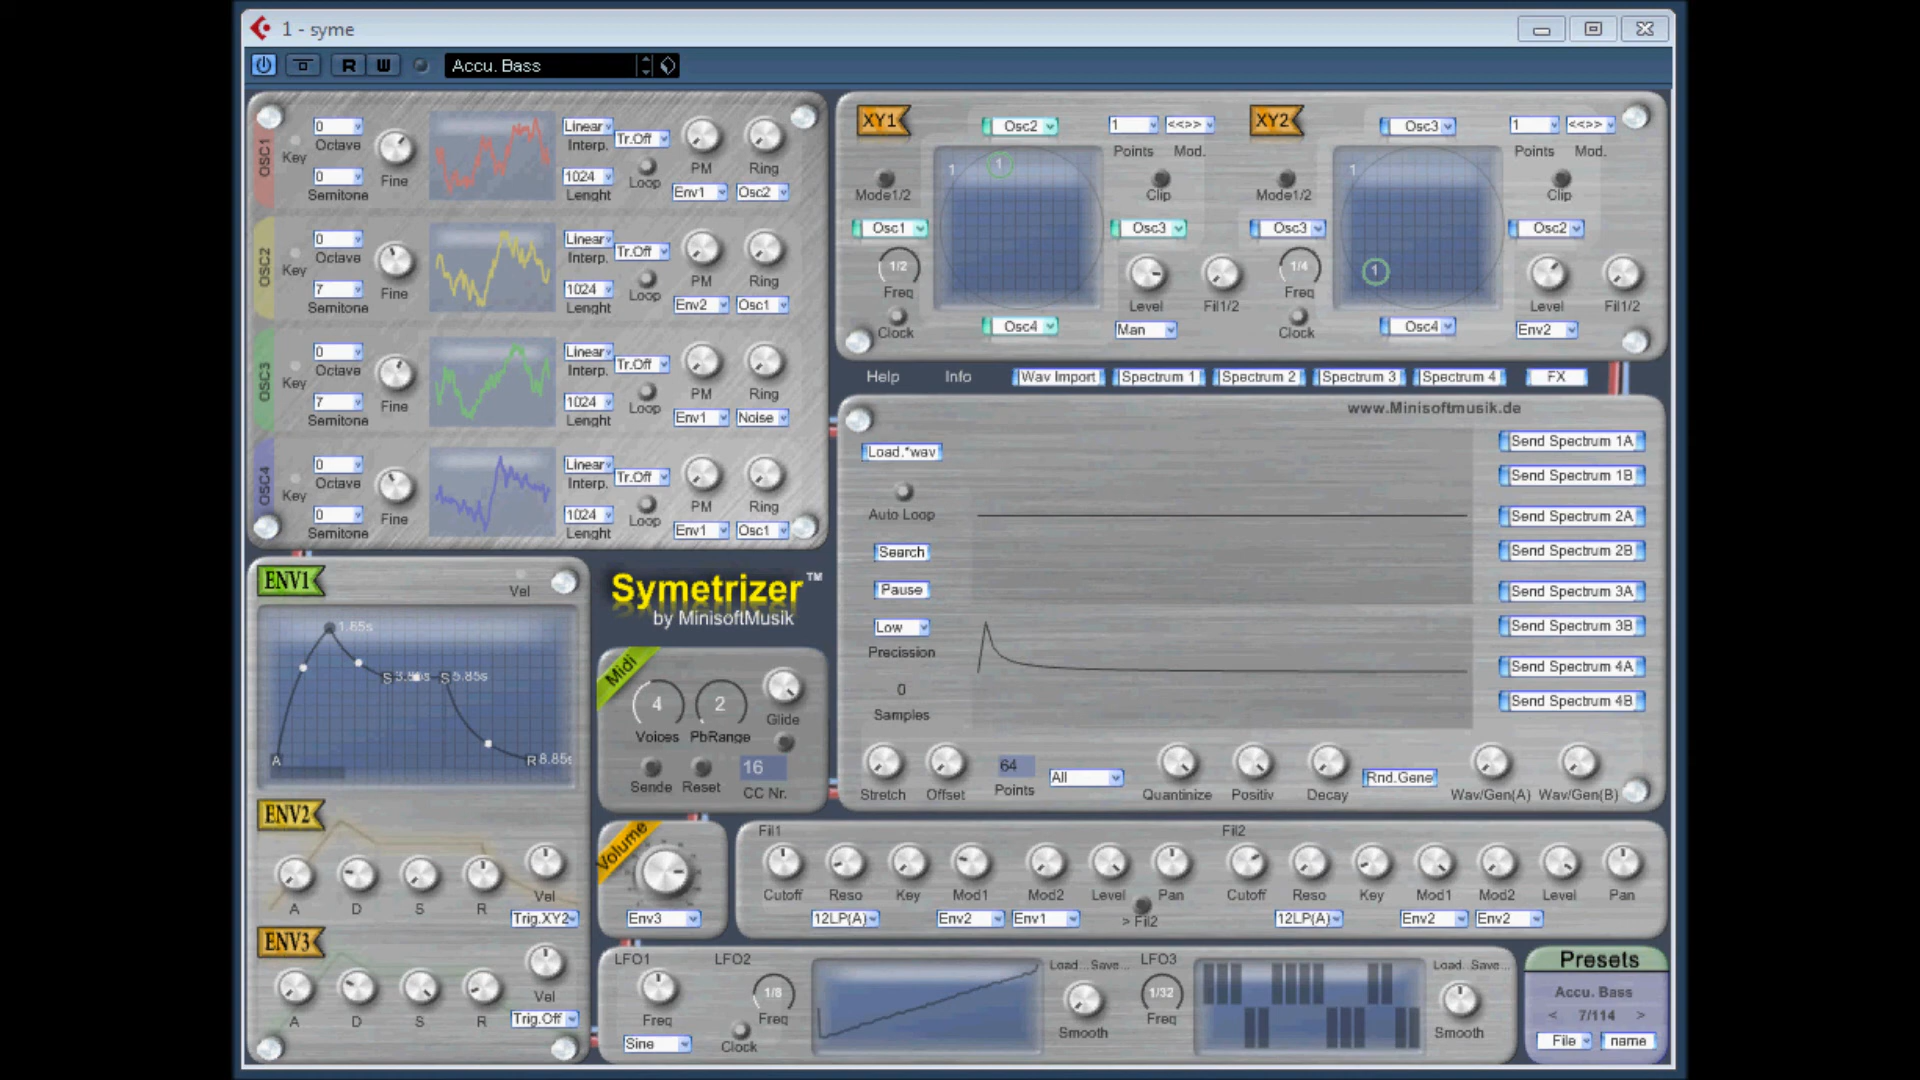 1 - syme
R W Accu. Bass
OSC1
Key
0
Octave
0
Semitone
Fine
Linear
Interp.
1024
Lenght
Tr.Off
Loop
PM
Env1
Ring
Osc2
OSC2
Key
0
Octave
7
Semitone
Fine
Linear
Interp.
1024
Lenght
Tr.Off
Loop
PM
Env2
Ring
Osc1
OSC3
Key
0
Octave
7
Semitone
Fine
Linear
Interp.
1024
Lenght
Tr.Off
Loop
PM
Env1
Ring
Noise
OSC4
Key
0
Octave
0
Semitone
Fine
Linear
Interp.
1024
Lenght
Tr.Off
Loop
PM
Env1
Ring
Osc1
XY1
Mode1/2
Osc1
1/2
Freq
Clock
Osc2
1
1
Osc4
1
Points
<<>>
Mod.
Clip
Osc3
Level
Man
Fil1/2
XY2
Mode1/2
Osc3
1/4
Freq
Clock
Osc3
1
1
Osc4
1
Points
<<>>
Mod.
Clip
Osc2
Level
Env2
Fil1/2
Help Info Wav Import Spectrum 1 Spectrum 2 Spectrum 3 Spectrum 4 FX
www.Minisoftmusik.de
Load.*wav
Auto Loop
Search
Pause
Low
Precission
0
Samples
Send Spectrum 1A
Send Spectrum 1B
Send Spectrum 2A
Send Spectrum 2B
Send Spectrum 3A
Send Spectrum 3B
Send Spectrum 4A
Send Spectrum 4B
Stretch
Offset
64
Points
All
Quantinize
Positiv
Decay
Rnd.Gene
Wav/Gen(A)
Wav/Gen(B)
ENV1
Vel
1.65s
S
S 5.85s
A
R 8.85s
Symetrizer™
by MinisoftMusik
Midi
4
Voices
2
PbRange
Glide
Sende
Reset
16
CC Nr.
ENV2
A D S R
Vel
Trig.XY2
ENV3
A D S R
Vel
Trig.Off
Volume
Env3
Fil1
Cutoff Reso Key Mod1 Mod2 Level Pan
12LP(A) Env2 Env1 > Fil2
Fil2
Cutoff Reso Key Mod1 Mod2 Level Pan
12LP(A) Env2 Env2
LFO1
Freq
Sine
LFO2
1/8
Freq
Clock
Load...Save...
Smooth
LFO3
1/32
Freq
Load..Save...
Smooth
Presets
Accu. Bass
< 7/114 >
File name